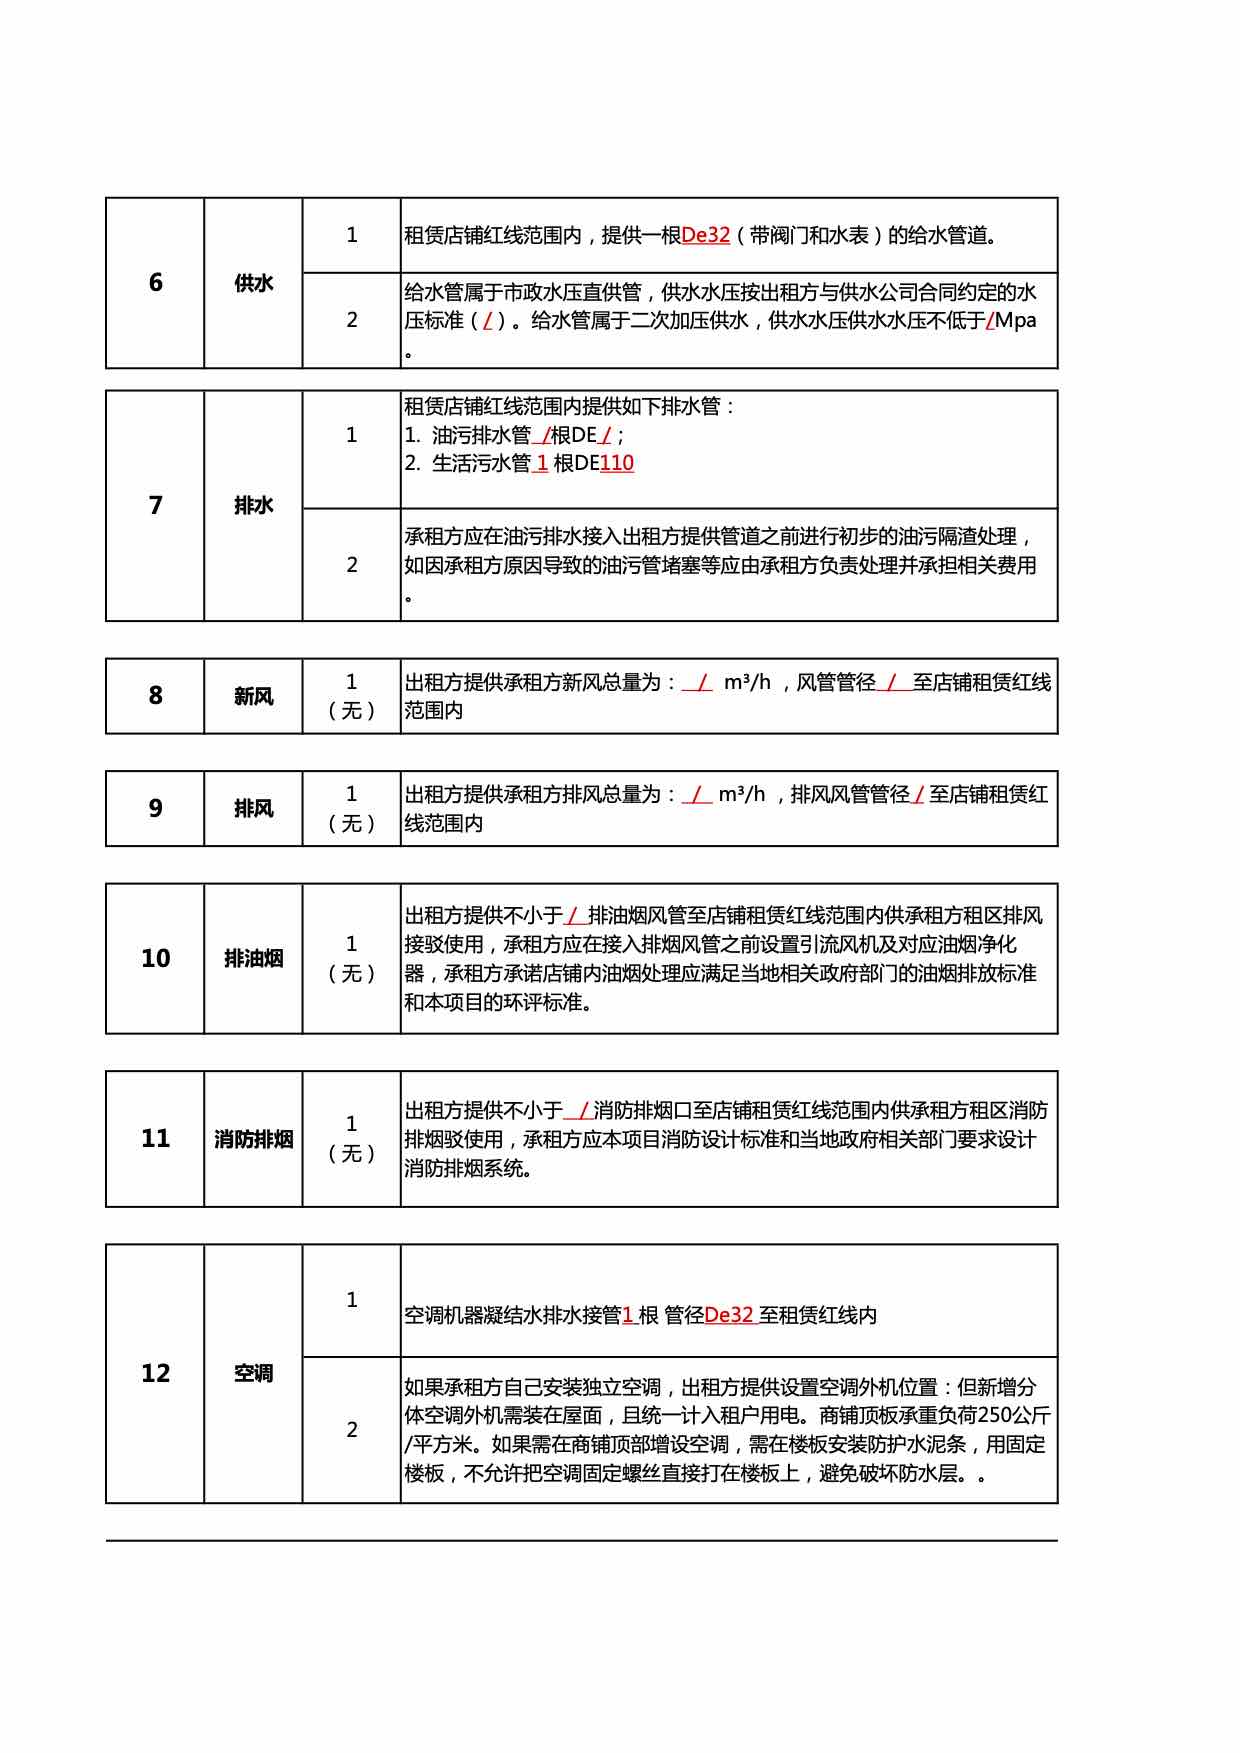 6
供水
1
租赁店铺红线范围内，提供一根De32（带阀门和水表）的给水管道。
2
给水管属于市政水压直供管，供水水压按出租方与供水公司合同约定的水
压标准（/）。给水管属于二次加压供水，供水水压供水水压不低于/Mpa
。
7
排水
1
租赁店铺红线范围内提供如下排水管：
1. 油污排水管 /根DE /；
2. 生活污水管 1 根DE110
2
承租方应在油污排水接入出租方提供管道之前进行初步的油污隔渣处理，
如因承租方原因导致的油污管堵塞等应由承租方负责处理并承担相关费用
。
8
新风
1
（无）
出租方提供承租方新风总量为： / m³/h ，风管管径 / 至店铺租赁红线
范围内
9
排风
1
（无）
出租方提供承租方排风总量为： / m³/h ，排风风管管径 / 至店铺租赁红
线范围内
10
排油烟
1
（无）
出租方提供不小于 / 排油烟风管至店铺租赁红线范围内供承租方租区排风
接驳使用，承租方应在接入排烟风管之前设置引流风机及对应油烟净化
器，承租方承诺店铺内油烟处理应满足当地相关政府部门的油烟排放标准
和本项目的环评标准。
11
消防排烟
1
（无）
出租方提供不小于 / 消防排烟口至店铺租赁红线范围内供承租方租区消防
排烟驳使用，承租方应本项目消防设计标准和当地政府相关部门要求设计
消防排烟系统。
12
空调
1
空调机器凝结水排水接管1 根 管径De32 至租赁红线内
2
如果承租方自己安装独立空调，出租方提供设置空调外机位置：但新增分
体空调外机需装在屋面，且统一计入租户用电。商铺顶板承重负荷250公斤
/平方米。如果需在商铺顶部增设空调，需在楼板安装防护水泥条，用固定
楼板，不允许把空调固定螺丝直接打在楼板上，避免破坏防水层。。